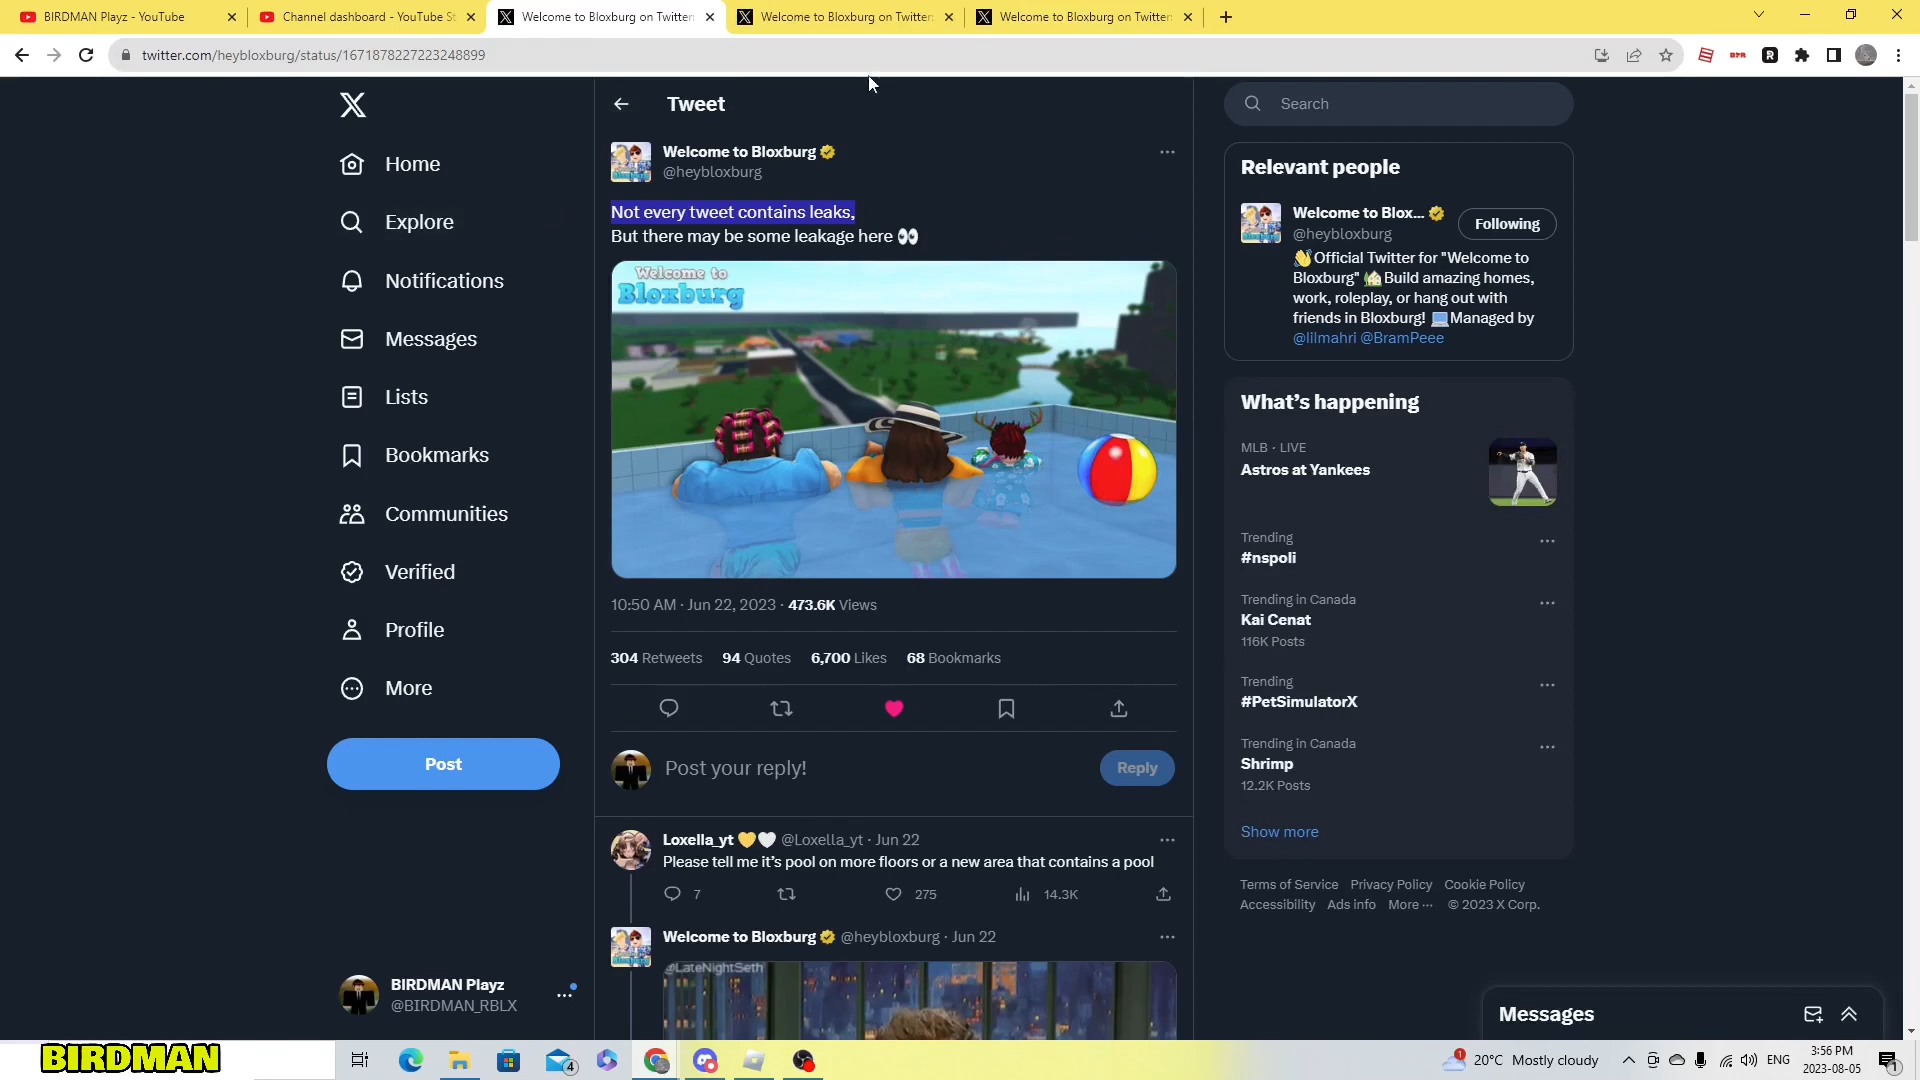 BIRDMAN Playz - YouTube
Channel dashboard - YouTube St
Welcome to Bloxburg on Twitter:
Welcome to Bloxburg on Twitter:
Welcome to Bloxburg on Twitter:
twitter.com/heybloxburg/status/1671878227223248899
Home
Explore
Notifications
Messages
Lists
Bookmarks
Communities
Verified
Profile
More
Post
BIRDMAN Playz
@BIRDMAN_RBLX
Tweet
Welcome to Bloxburg
@heybloxburg
Not every tweet contains leaks,
But there may be some leakage here 👀
Welcome to
Bloxburg
10:50 AM · Jun 22, 2023 · 473.6K Views
304 Retweets 94 Quotes 6,700 Likes 68 Bookmarks
Post your reply!
Reply
Loxella_yt 💛🤍 @Loxella_yt · Jun 22
Please tell me it's pool on more floors or a new area that contains a pool
7 275 14.3K
Welcome to Bloxburg @heybloxburg · Jun 22
@LateNightSeth
Search
Relevant people
Welcome to Blox...
@heybloxburg
Following
👋Official Twitter for "Welcome to
Bloxburg" 🏡Build amazing homes,
work, roleplay, or hang out with
friends in Bloxburg! 💻Managed by
@lilmahri @BramPeee
What's happening
MLB · LIVE
Astros at Yankees
Trending
#nspoli
Trending in Canada
Kai Cenat
116K Posts
Trending
#PetSimulatorX
Trending in Canada
Shrimp
12.2K Posts
Show more
Terms of Service Privacy Policy Cookie Policy
Accessibility Ads info More ··· © 2023 X Corp.
Messages
BIRDMAN
4
1
20°C Mostly cloudy
ENG
3:56 PM
2023-08-05
1